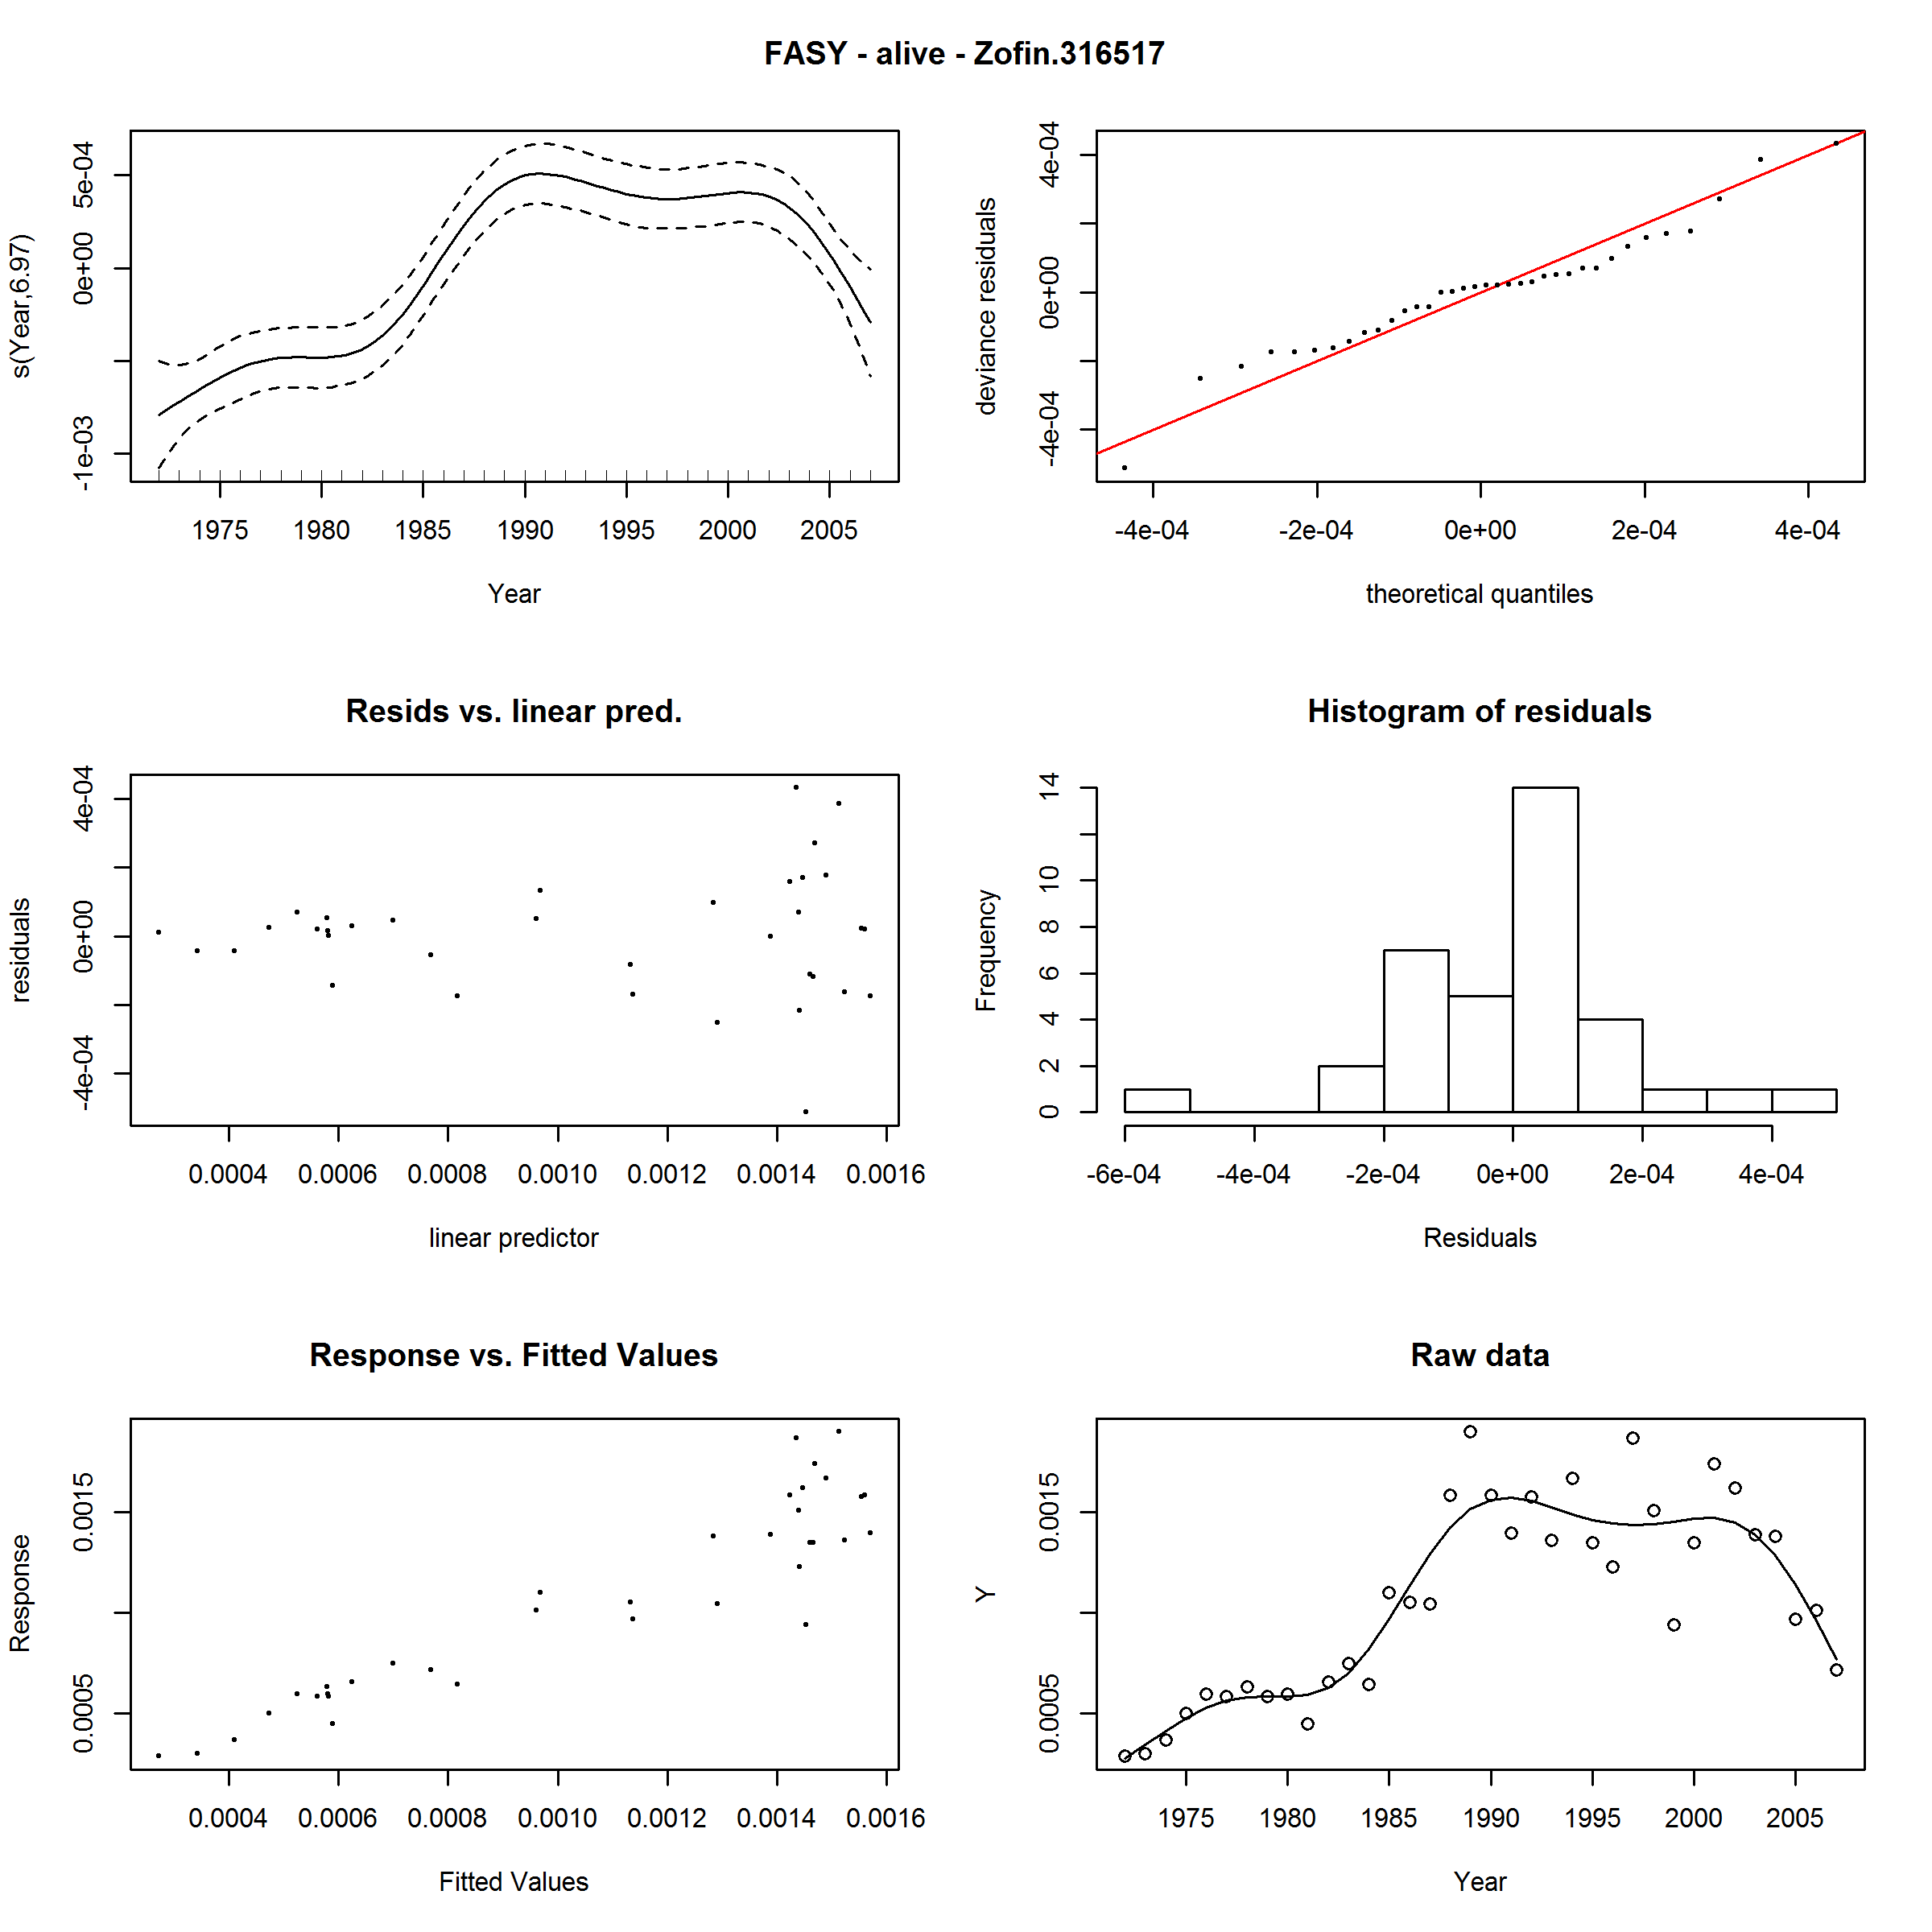 FASY - alive - Zofin.316517
s(Year,6.97)
-1e-03 0e+00 5e-04
1975 1980 1985 1990 1995 2000 2005
Year
deviance residuals
-4e-04 0e+00 4e-04
-4e-04 -2e-04 0e+00 2e-04 4e-04
theoretical quantiles
Resids vs. linear pred.
residuals
-4e-04 0e+00 4e-04
0.0004 0.0006 0.0008 0.0010 0.0012 0.0014 0.0016
linear predictor
Histogram of residuals
Frequency
0 2 4 6 8 10 14
-6e-04 -4e-04 -2e-04 0e+00 2e-04 4e-04
Residuals
Response vs. Fitted Values
Response
0.0005 0.0015
0.0004 0.0006 0.0008 0.0010 0.0012 0.0014 0.0016
Fitted Values
Raw data
Y
0.0005 0.0015
1975 1980 1985 1990 1995 2000 2005
Year